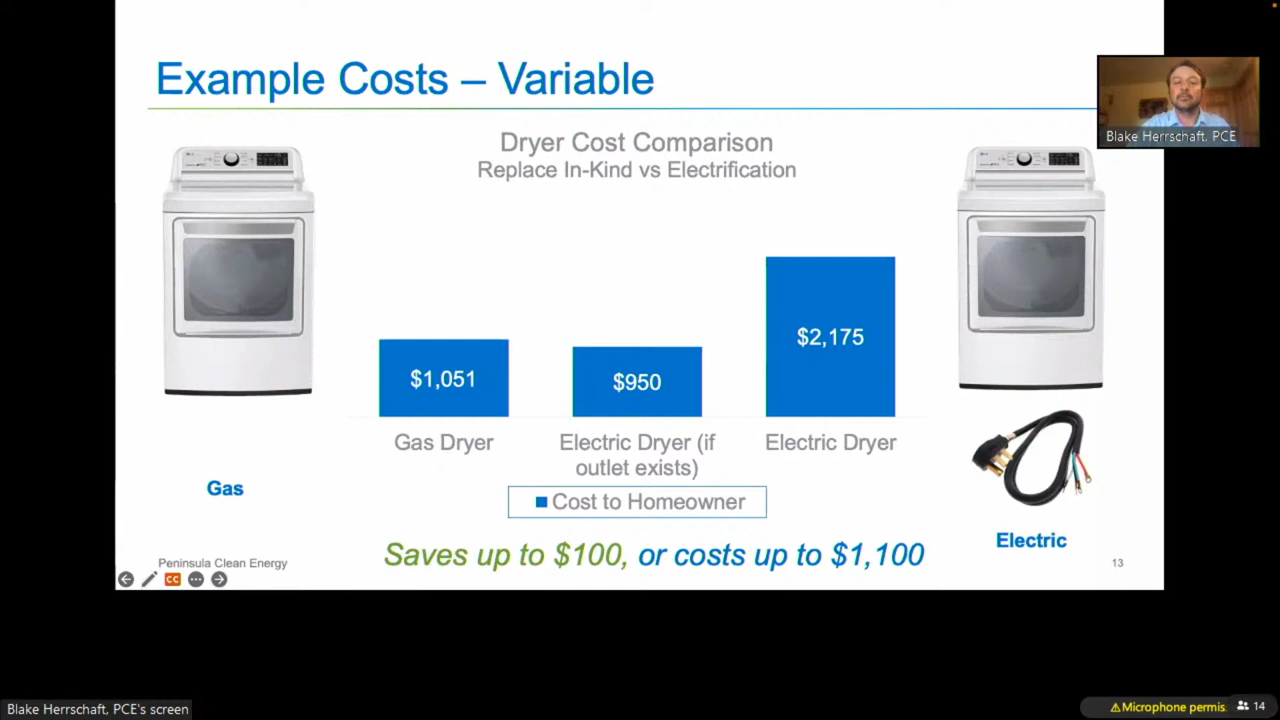 Example Costs – Variable
Blake Herrschaft, PCE
Dryer Cost Comparison
Replace In-Kind vs Electrification
$1,051
$950
$2,175
Gas Dryer
Electric Dryer (if
outlet exists)
Electric Dryer
Gas
Cost to Homeowner
Electric
Saves up to $100, or costs up to $1,100
Peninsula Clean Energy
13
CC
Blake Herrschaft, PCE's screen
Microphone permis.
14